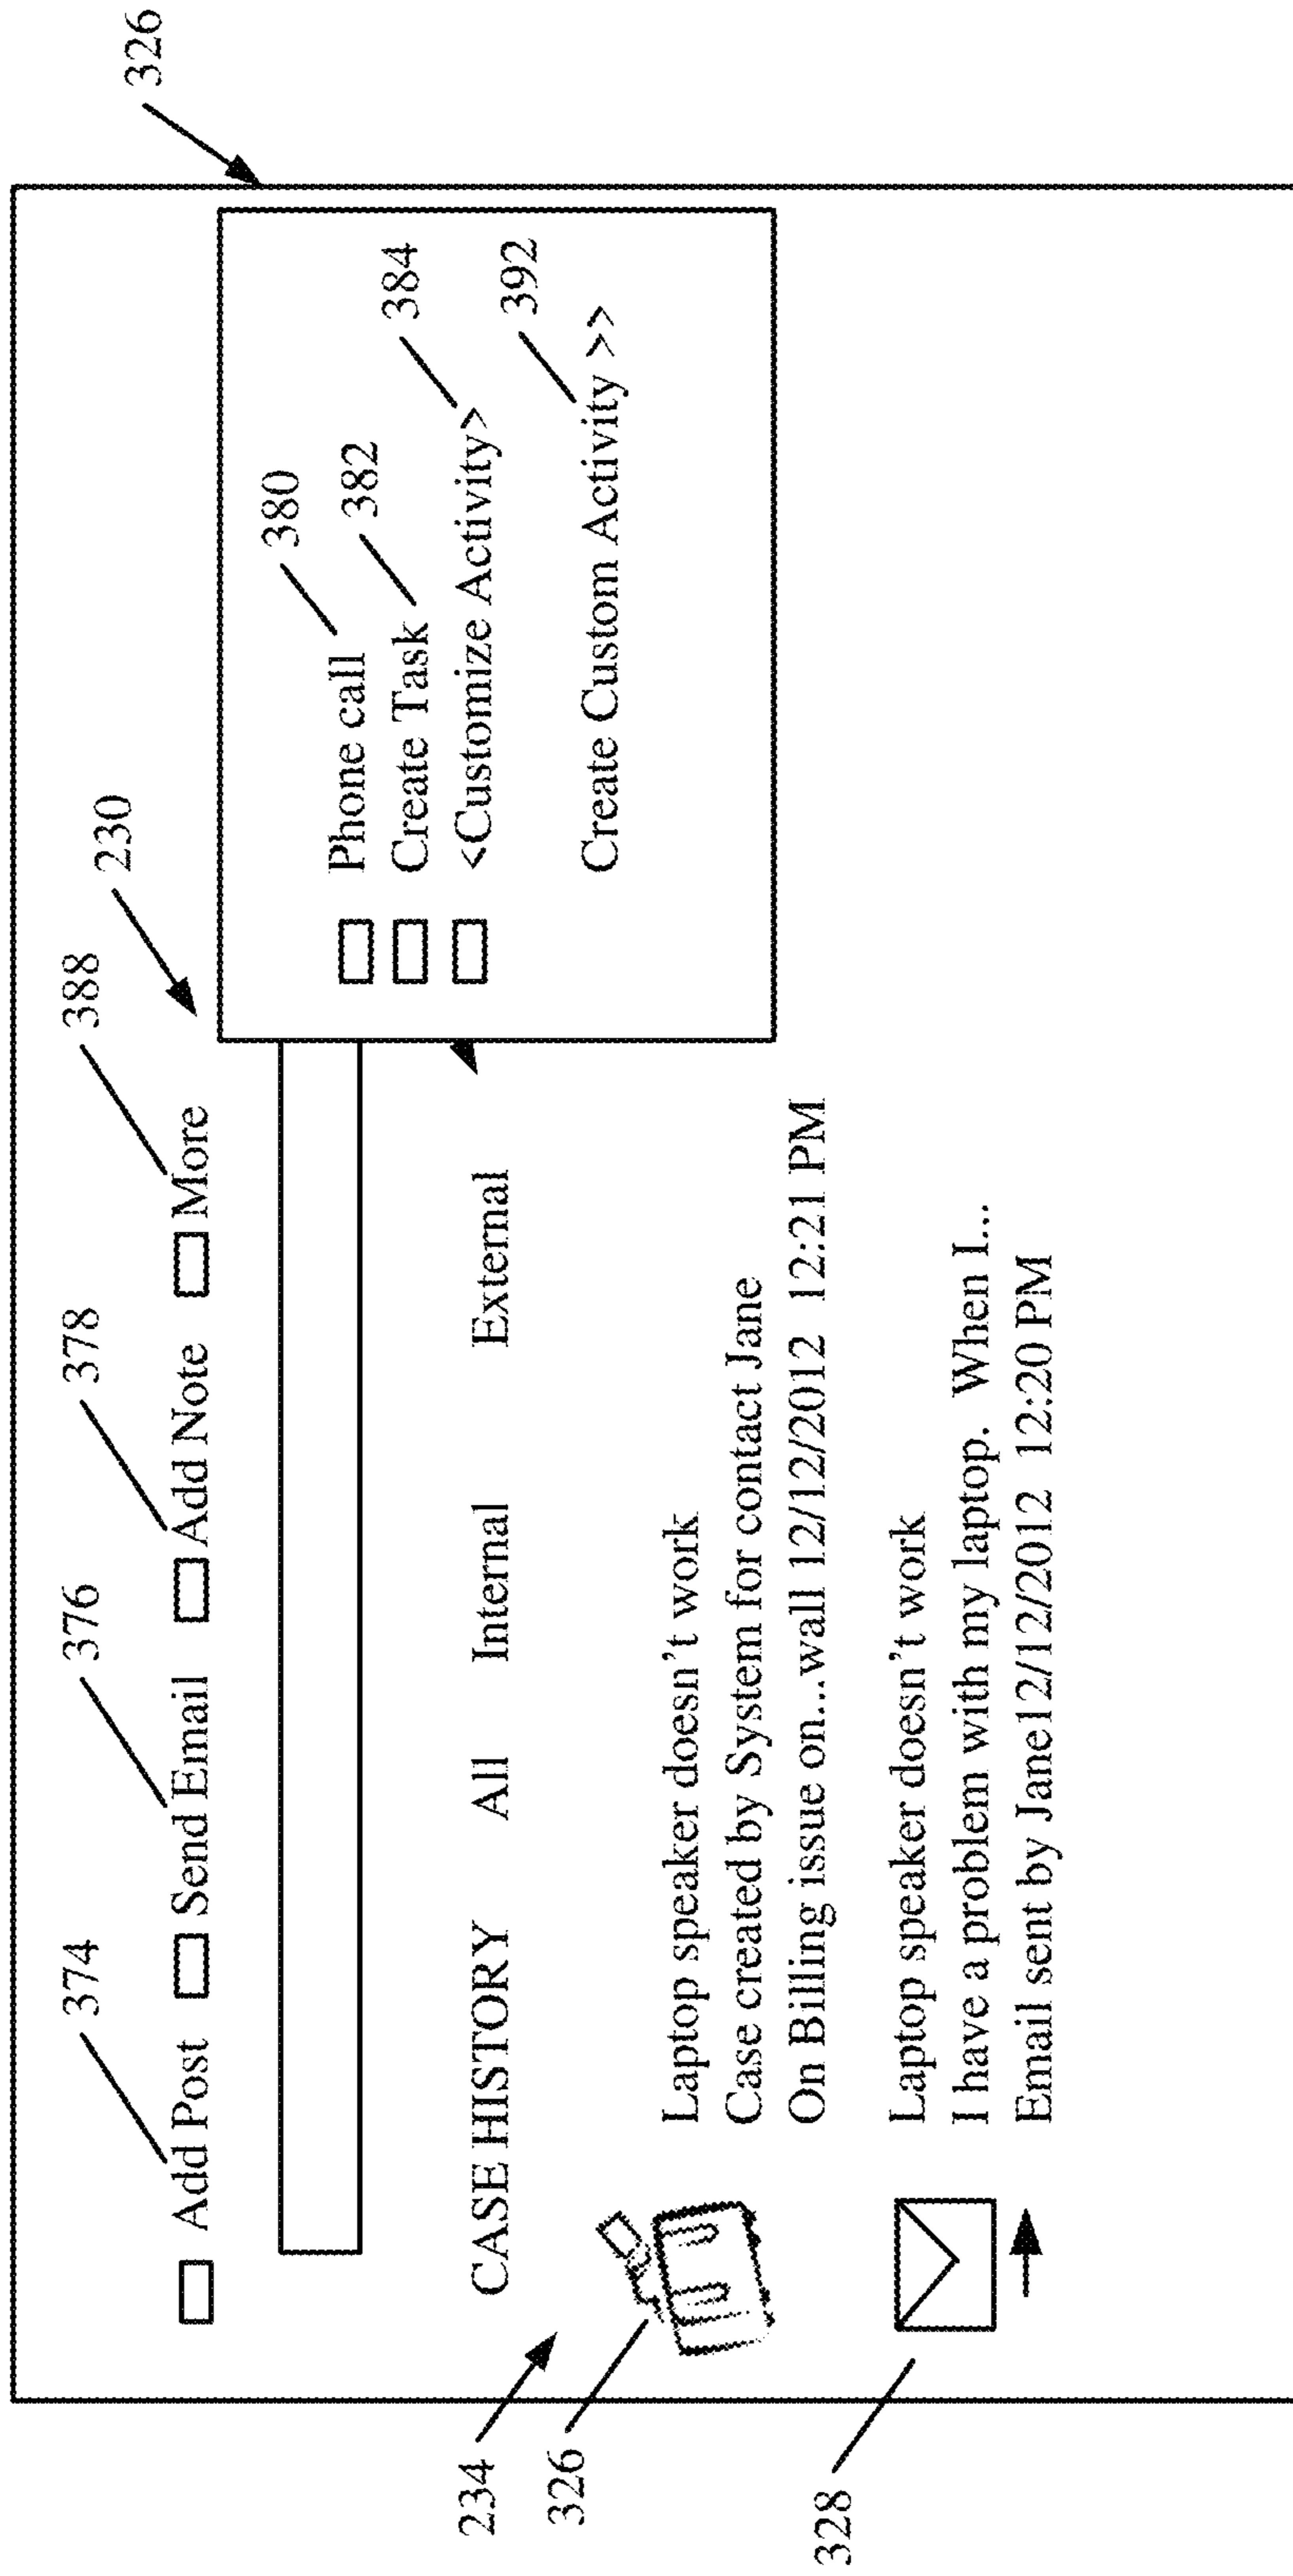 326
374
376
378
388
230
Add Post
Send Email
Add Note
More
380
382
384
392
Phone call
Create Task
<Customize Activity>
Create Custom Activity >>
CASE HISTORY All Internal External
234
326
Laptop speaker doesn't work
Case created by System for contact Jane
On Billing issue on...wall 12/12/2012 12:21 PM
328
Laptop speaker doesn't work
I have a problem with my laptop. When I...
Email sent by Jane12/12/2012 12:20 PM